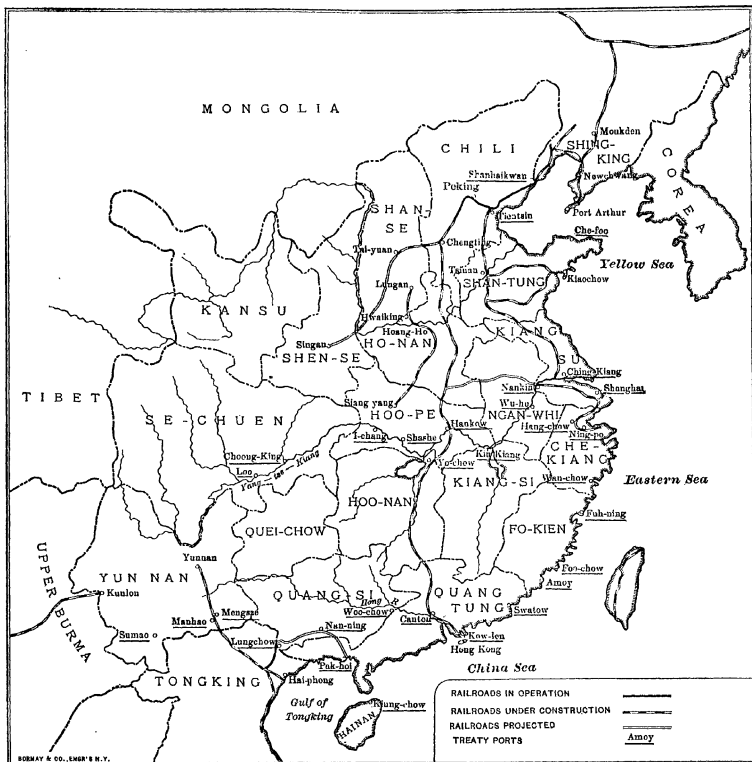 MONGOLIA
CHILI
Moukden
SHING-
KING
Shanhaikwan
Newchwang
Peking
COREA
SHAN-
SE
Tientsin
Port Arthur
Che-foo
Tai-yuan
Chengting
Yellow Sea
Tainan
SHAN-TUNG
Kiaochow
Lungan
KANSU
Hwaiking
Hoang-Ho
KIANG
SU
Singan
SHEN-SE
HO-NAN
Ching-Kiang
TIBET
Nankin
Shanghai
SE-CHUEN
Siang yang
HOO-PE
Wu-hu
NGAN-WHI
Hankow
Hang-chow
Ning-po
I-chang
Shashe
CHE-
KIANG
Choeng-King
Loo
Yang-tse-Kiang
Yo-chow
Kiu Kiang
KIANG-SI
Wan-chow
Eastern Sea
HOO-NAN
Fuh-ning
QUEI-CHOW
FO-KIEN
UPPER BURMA
Yunnan
YUN NAN
Foo-chow
Kunlon
QUANG-SI
Hong R.
QUANG
TUNG
Amoy
Mengsze
Manhao
Woo-chow
Canton
Swatow
Sumao
Nan-ning
Kow-len
Hong Kong
Lungchow
Pak-hoi
China Sea
TONGKING
Hai-phong
Gulf of
Tongking
Kiung-chow
HAINAN
RAILROADS IN OPERATION
RAILROADS UNDER CONSTRUCTION
RAILROADS PROJECTED
TREATY PORTS Amoy
BORMAY & CO., ENGR'S N.Y.